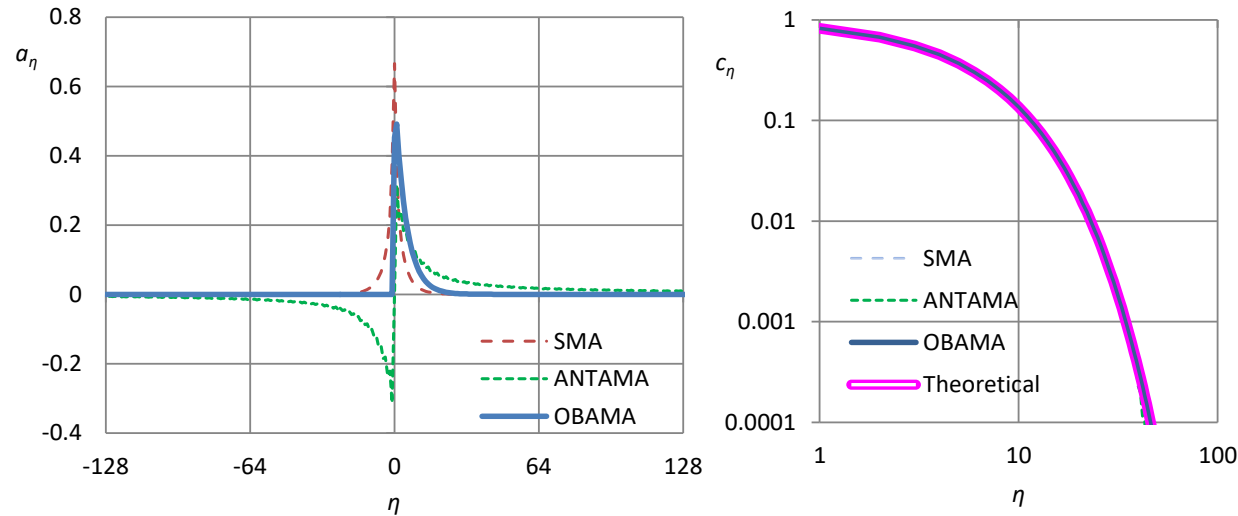 0.8
a_η
0.6
0.4
0.2
0
-0.2
-0.4
-128
-64
0
64
128
η
SMA
ANTAMA
OBAMA
1
c_η
0.1
0.01
0.001
0.0001
1
10
100
η
SMA
ANTAMA
OBAMA
Theoretical